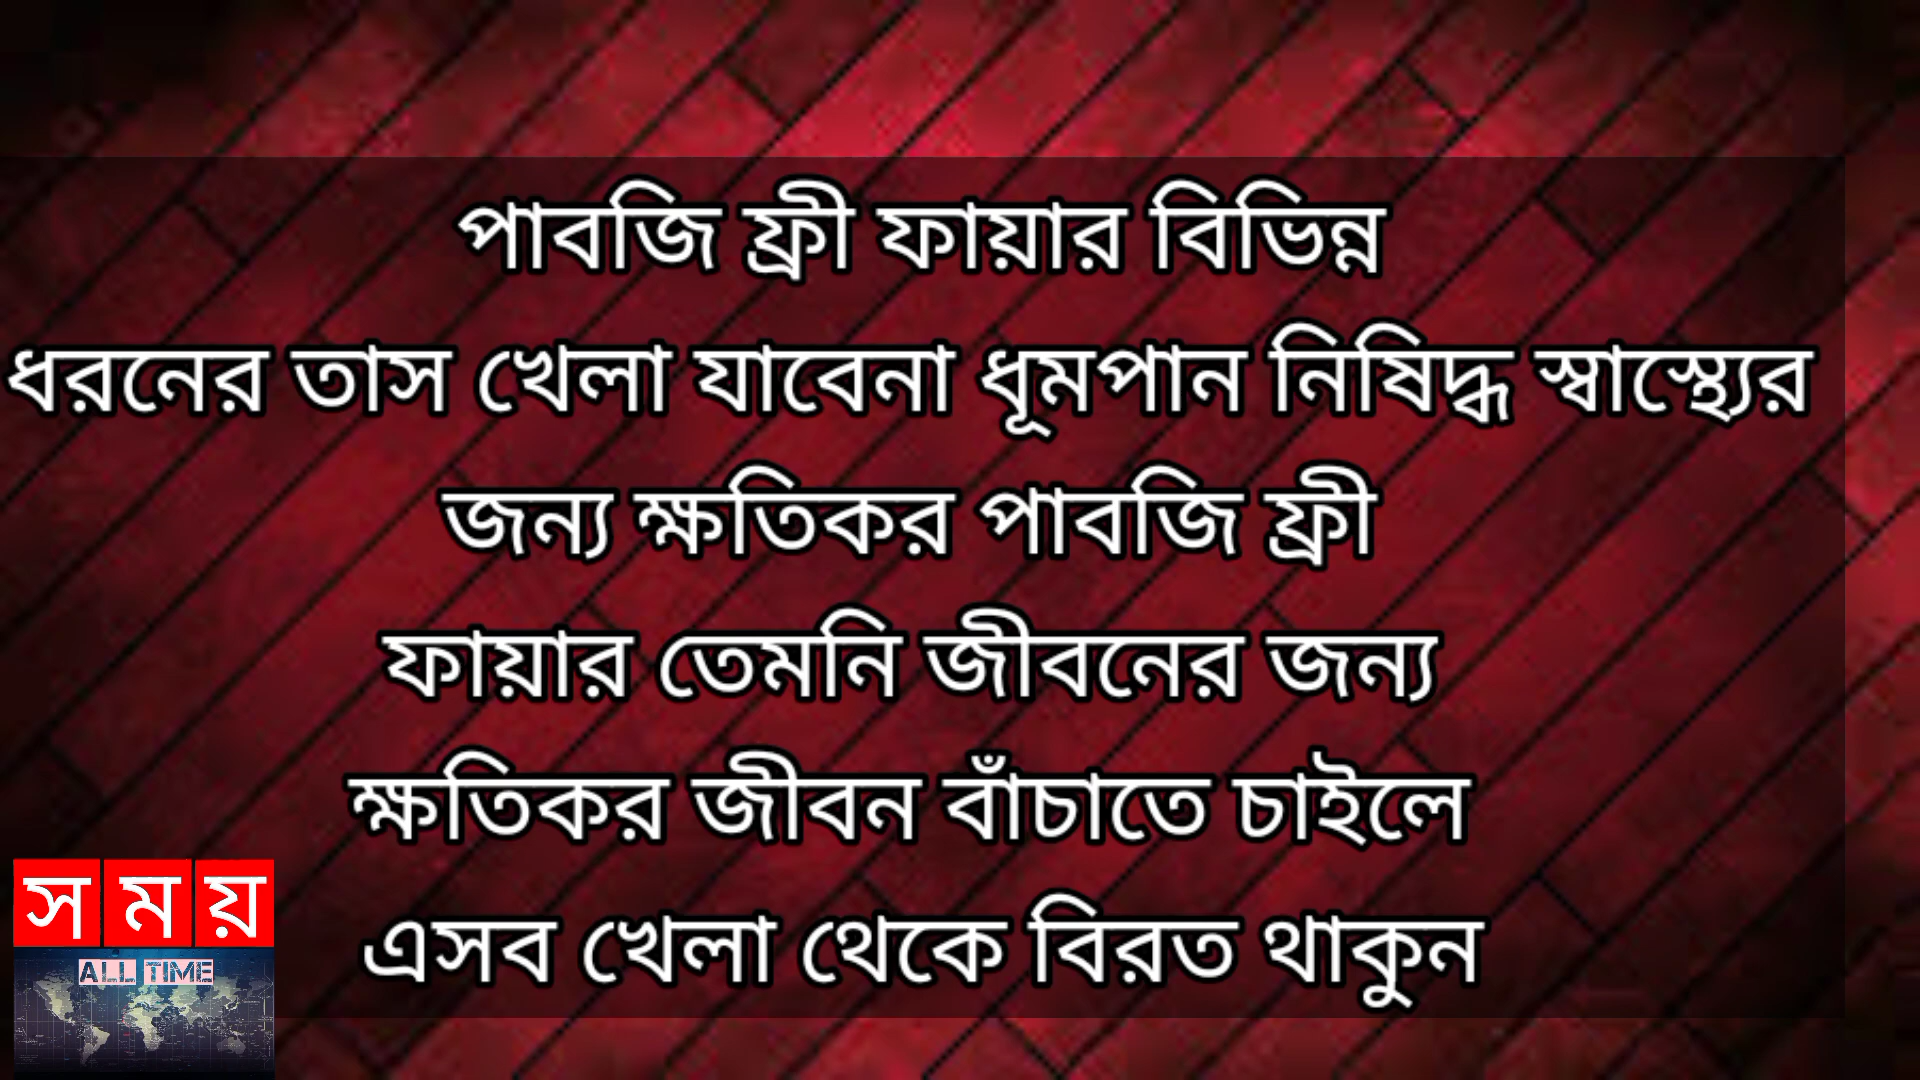 পাবজি ফ্রী ফায়ার বিভিন্ন
ধরনের তাস খেলা যাবেনা ধূমপান নিষিদ্ধ স্বাস্থ্যের
জন্য ক্ষতিকর পাবজি ফ্রী
ফায়ার তেমনি জীবনের জন্য
ক্ষতিকর জীবন বাঁচাতে চাইলে
এসব খেলা থেকে বিরত থাকুন
সময়
ALL TIME